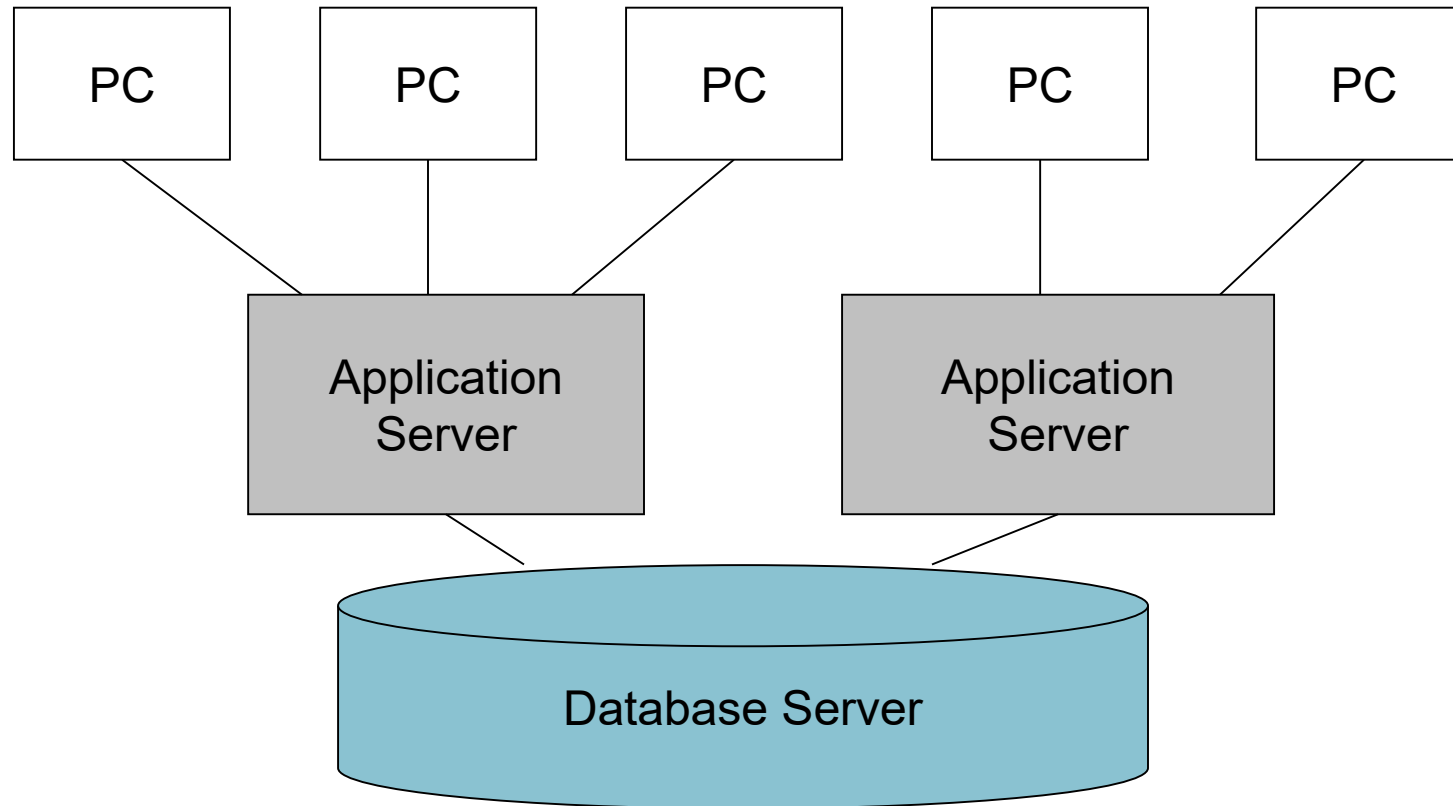 PC
PC
PC
PC
PC
Application
Server
Application
Server
Database Server